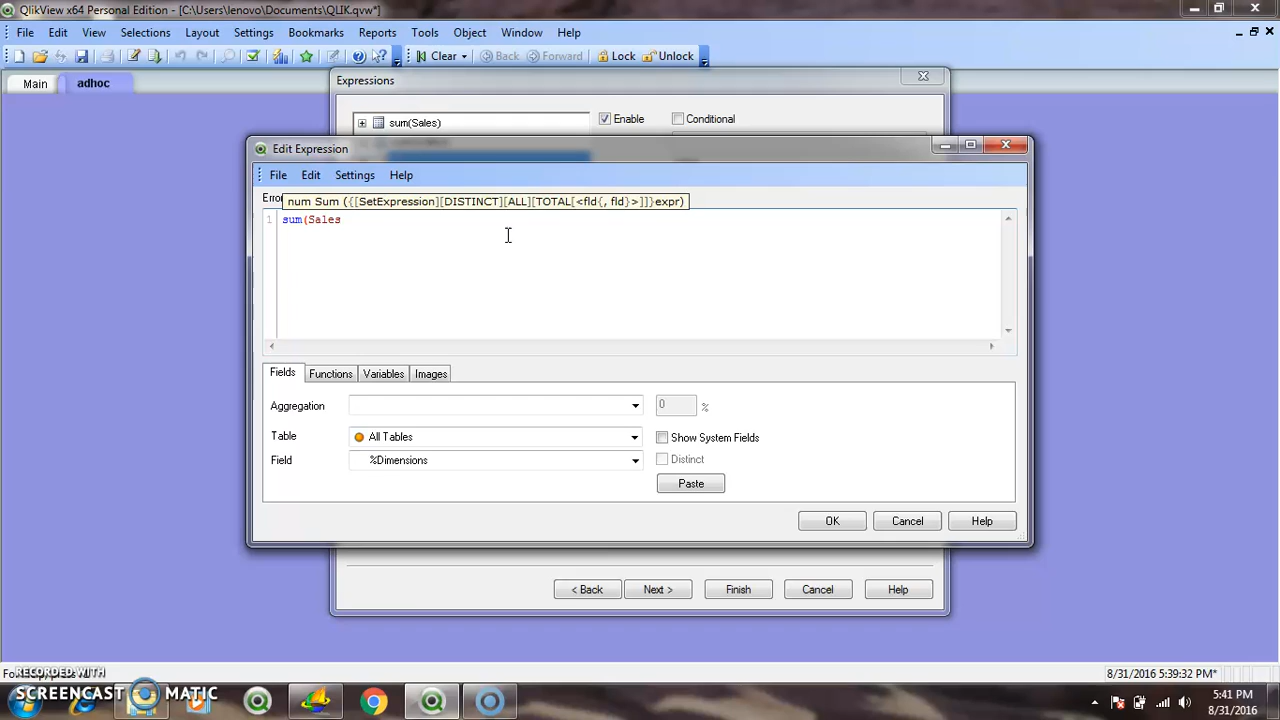 QlikView x64 Personal Edition - [C:\Users\lenovo\Documents\QLIK.qvw*]
File Edit View Selections Layout Settings Bookmarks Reports Tools Object Window Help
Clear Back Forward Lock Unlock
Main adhoc
Expressions
sum(Sales)
Enable
Conditional
Edit Expression
File Edit Settings Help
num Sum ({[SetExpression][DISTINCT][ALL][TOTAL[<fld{, fld}>]]}expr)
1 sum(Sales
Fields Functions Variables Images
Aggregation
0 %
Table All Tables
Show System Fields
Field %Dimensions
Distinct
Paste
OK Cancel Help
< Back Next > Finish Cancel Help
8/31/2016 5:39:32 PM*
RECORDED WITH
SCREENCAST MATIC
5:41 PM
8/31/2016